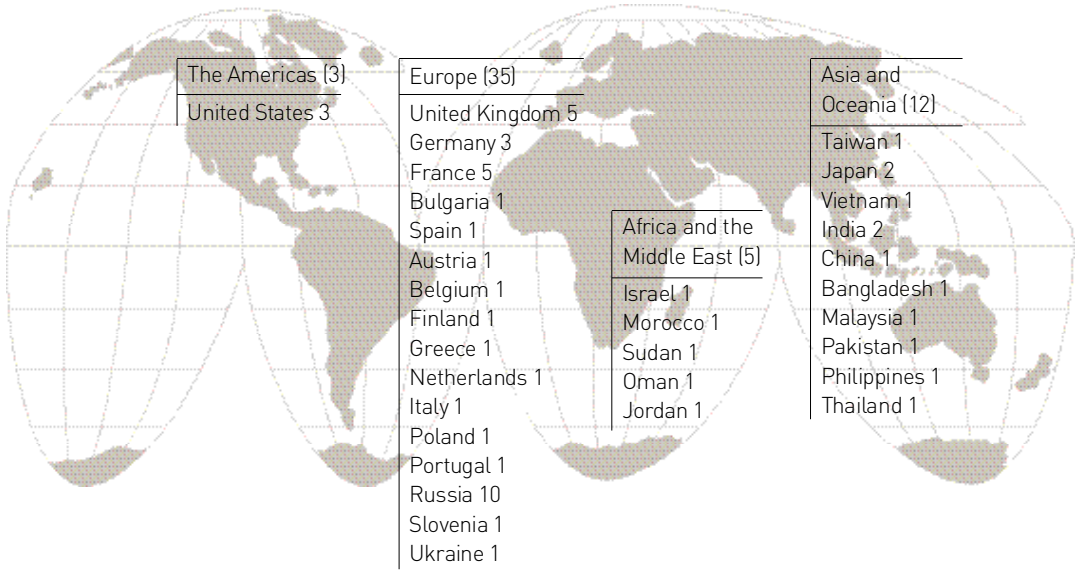 The Americas (3)
United States 3
Europe (35)
United Kingdom 5
Germany 3
France 5
Bulgaria 1
Spain 1
Austria 1
Belgium 1
Finland 1
Greece 1
Netherlands 1
Italy 1
Poland 1
Portugal 1
Russia 10
Slovenia 1
Ukraine 1
Africa and the
Middle East (5)
Israel 1
Morocco 1
Sudan 1
Oman 1
Jordan 1
Asia and
Oceania (12)
Taiwan 1
Japan 2
Vietnam 1
India 2
China 1
Bangladesh 1
Malaysia 1
Pakistan 1
Philippines 1
Thailand 1